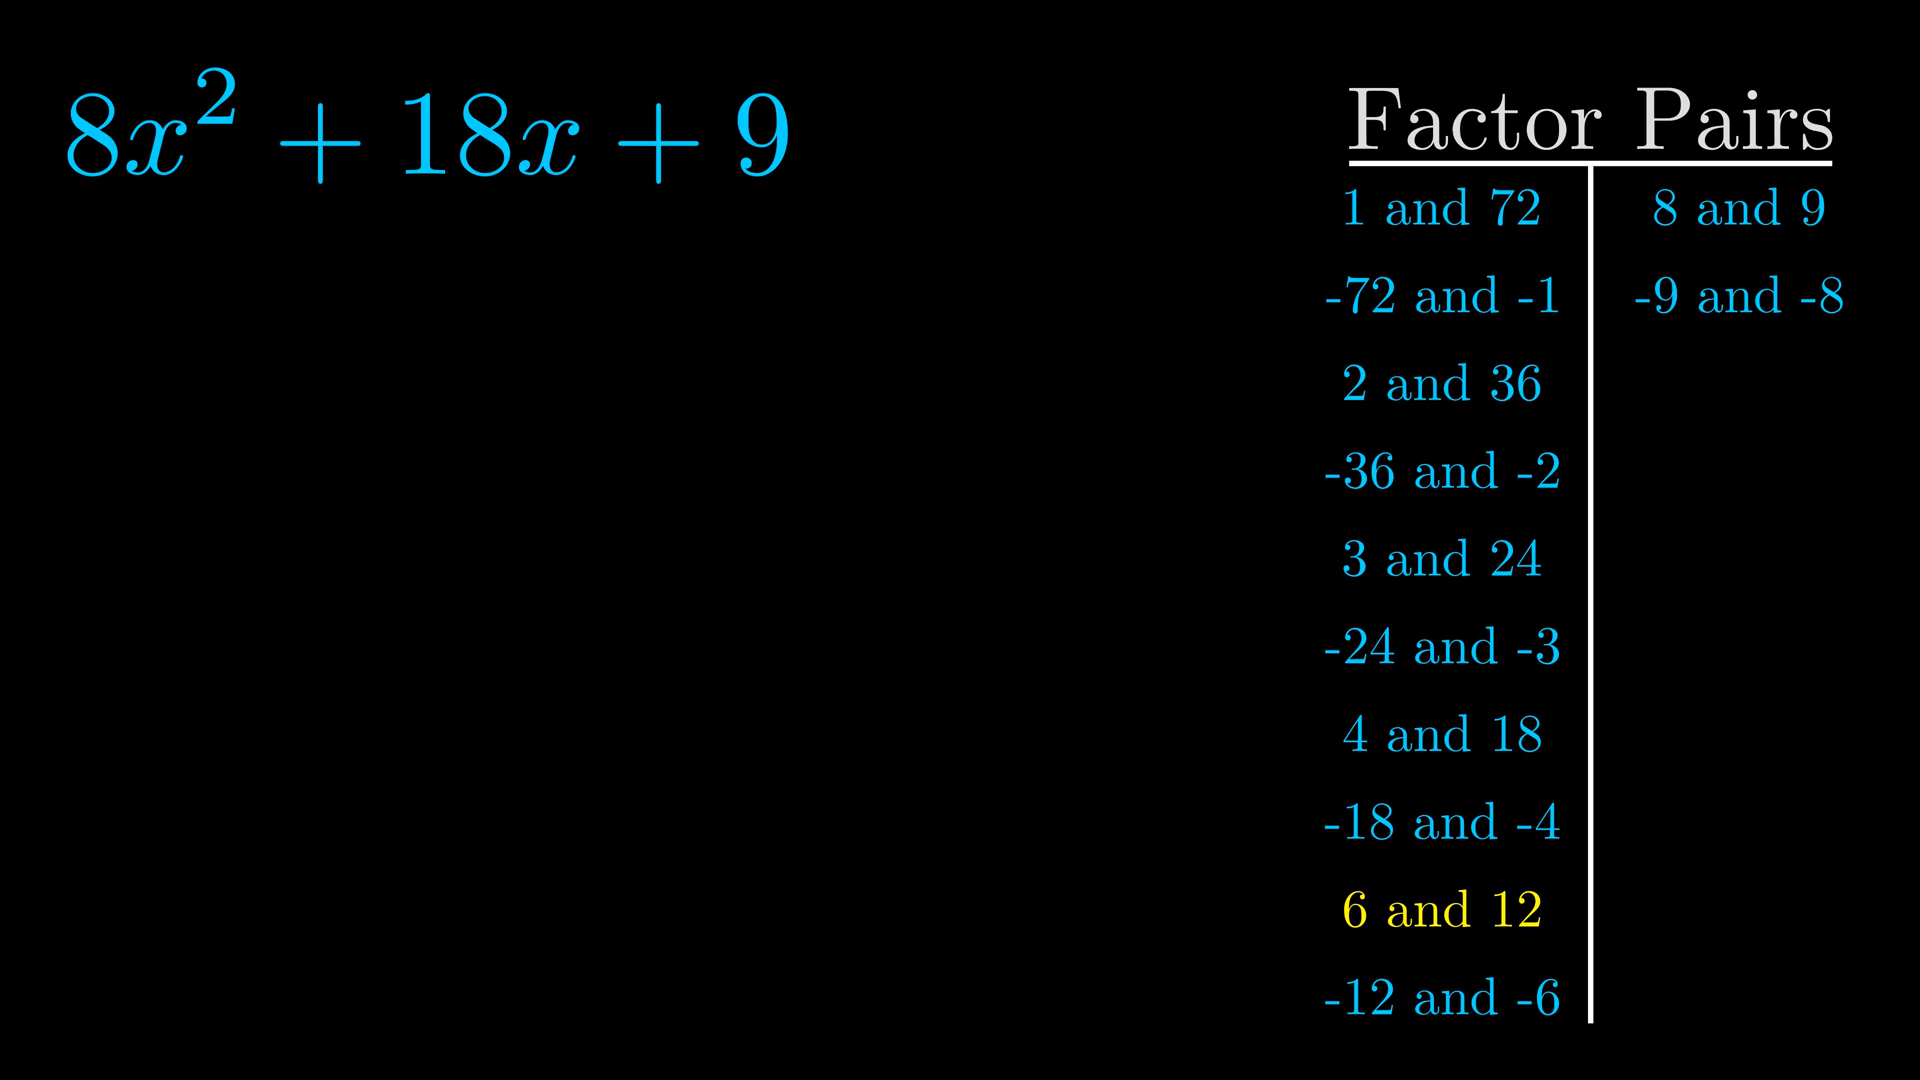 8x² + 18x + 9
Factor Pairs
1 and 72
-72 and -1
2 and 36
-36 and -2
3 and 24
-24 and -3
4 and 18
-18 and -4
6 and 12
-12 and -6
8 and 9
-9 and -8